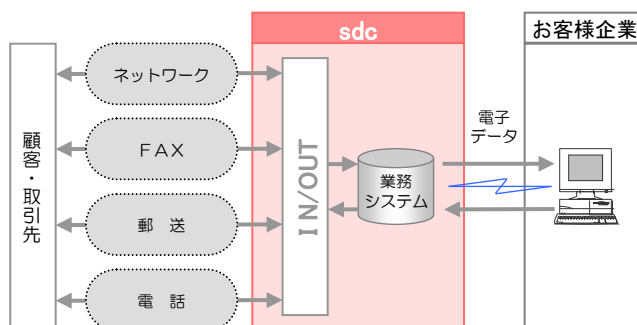 sdc
お客様企業
顧客・取引先
ネットワーク
ＦＡＸ
郵　送
電　話
IN/OUT
業務
システム
電子
データ